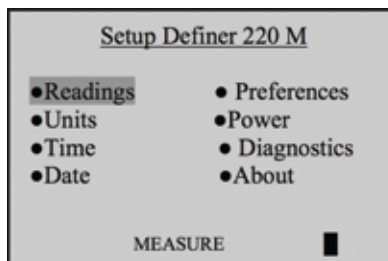 Setup Definer 220 M
●Readings ● Preferences
●Units ●Power
●Time ● Diagnostics
●Date ●About
MEASURE